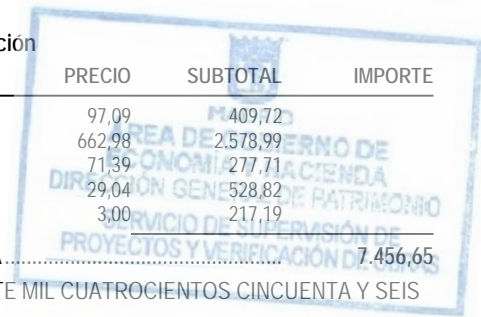 ción
PRECIO SUBTOTAL IMPORTE
MADRID
97,09 409,72
ÁREA DE GOBIERNO DE
662,98 2.578,99
ECONOMÍA Y HACIENDA
71,39 277,71
DIRECCIÓN GENERAL DE PATRIMONIO
29,04 528,82
SERVICIO DE SUPERVISIÓN DE
3,00 217,19
PROYECTOS Y VERIFICACIÓN DE OBRAS
7.456,65
TE MIL CUATROCIENTOS CINCUENTA Y SEIS